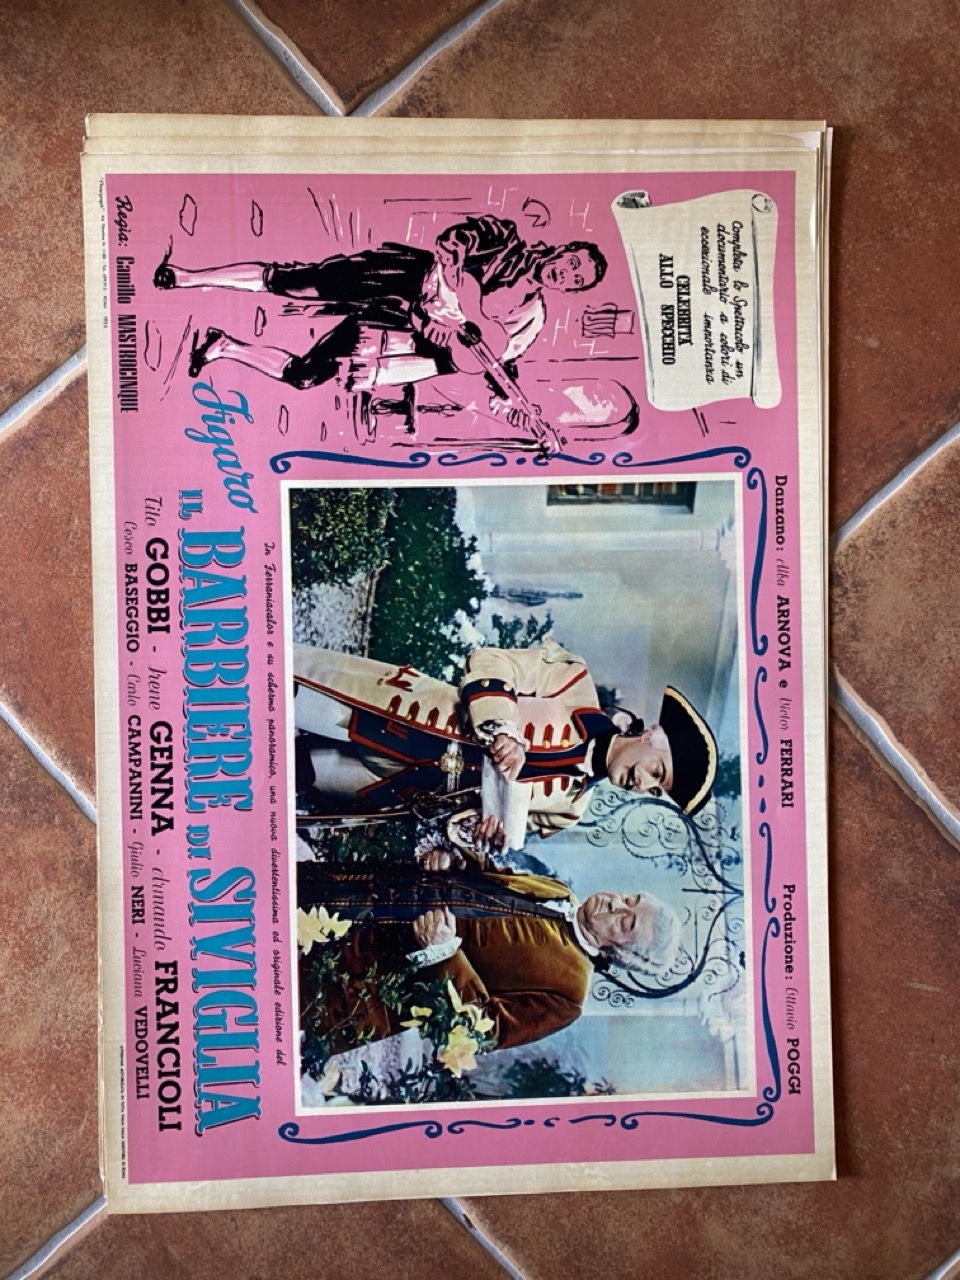 Completa lo Spettacolo un
documentario a colori di
eccezionale importanza
CELEBRITÀ
ALLO SPECCHIO
Danzano: Alba ARNOVA e Victor FERRARI
Produzione: Ottavio POGGI
In Ferraniacolor e su schermo panoramico, una nuova divertentissima ed originale edizione del
Figaro
IL BARBIERE DI SIVIGLIA
Tito GOBBI - Irene GENNA - Armando FRANCIOLI
Cesco BASEGGIO - Carlo CAMPANINI - Giulio NERI - Luciana VEDOVELLI
Regia: Camillo MASTROCINQUE